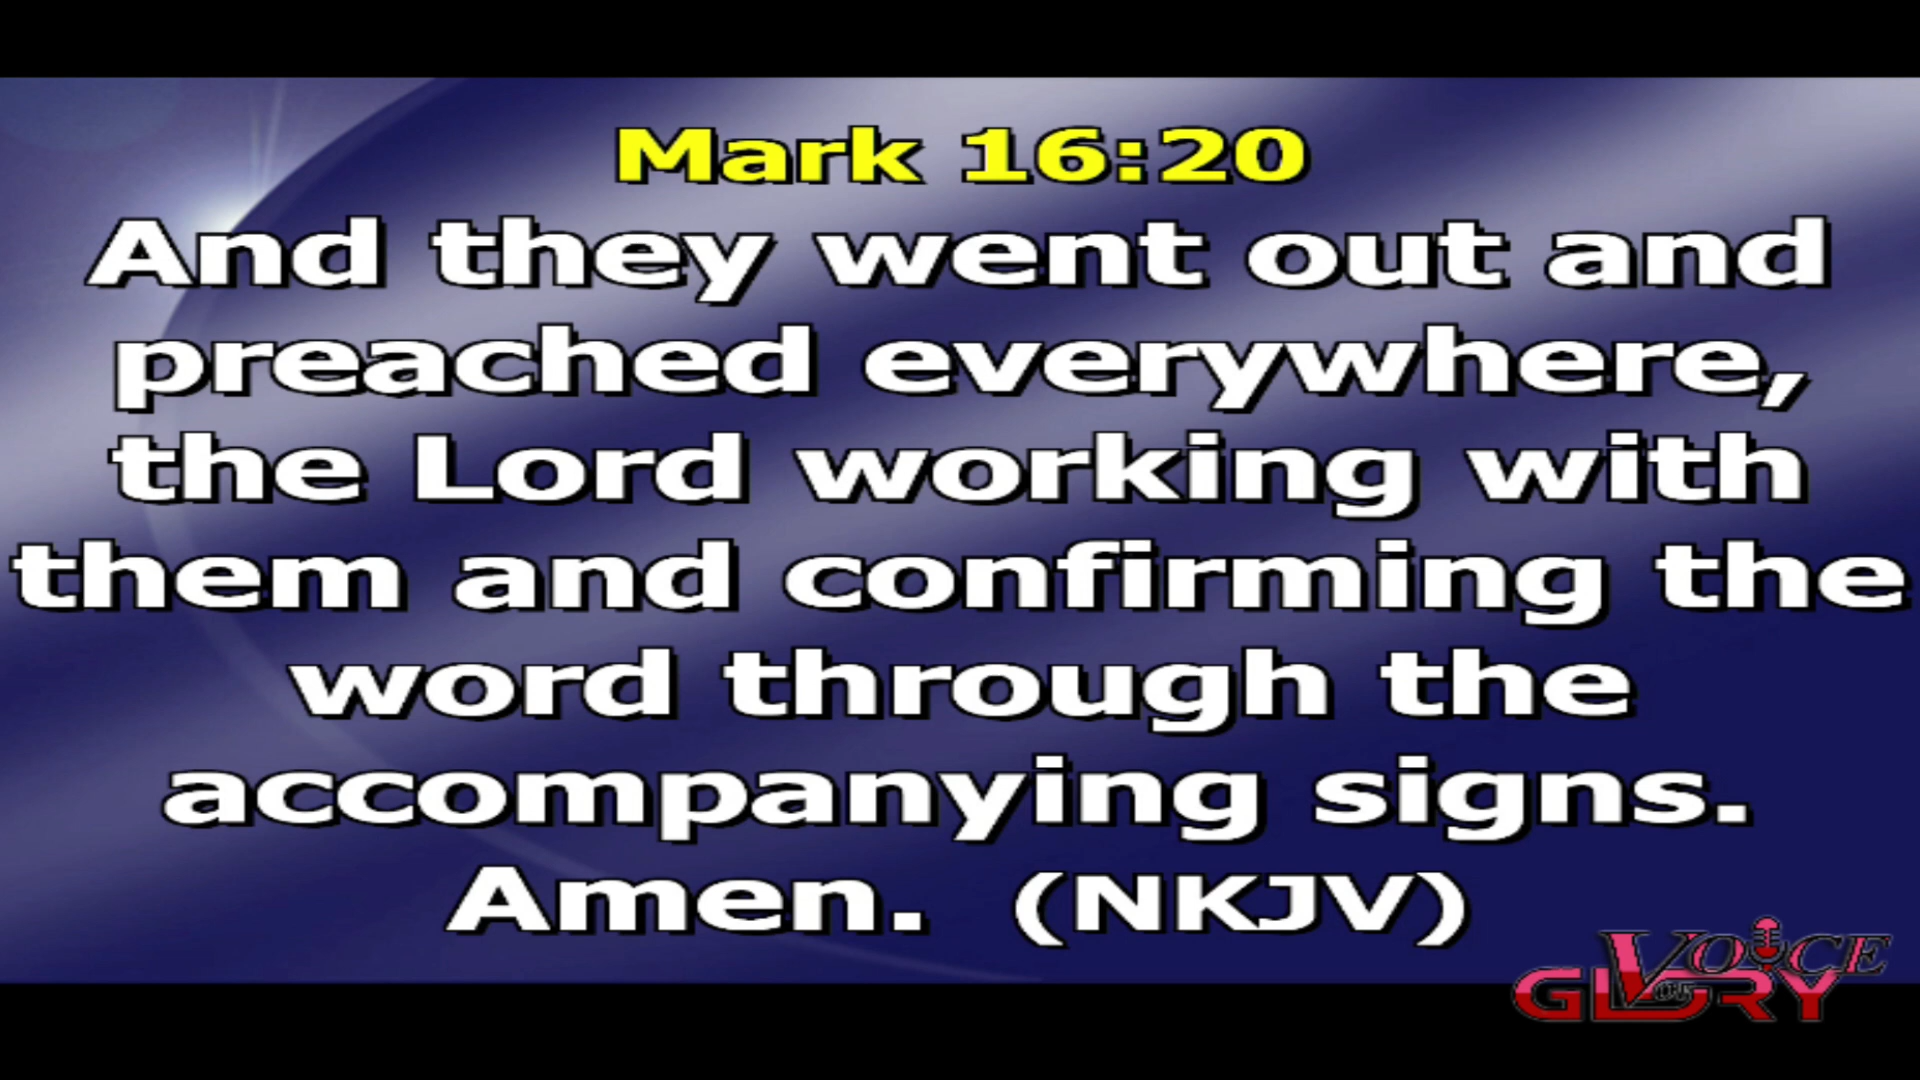 Mark 16:20
And they went out and
preached everywhere,
the Lord working with
them and confirming the
word through the
accompanying signs.
Amen. (NKJV)
VOICE
OF
GLORY